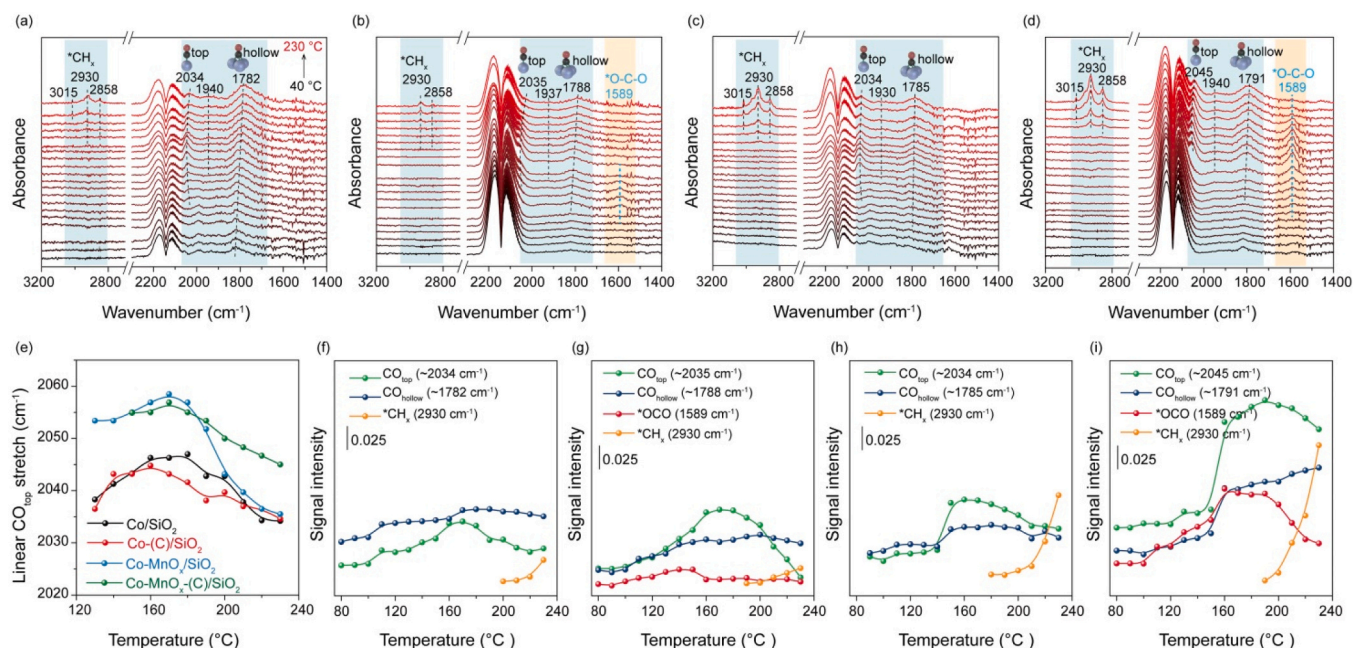 (a)
*CHx
2930
3015
2858
top
2034
1940
hollow
1782
230 °C
40 °C
Absorbance
3200
2800
2200
2000
1800
1600
1400
Wavenumber (cm⁻¹)
(b)
*CHx
2930
2858
top
2035
1937
hollow
1788
*O-C-O
1589
Absorbance
3200
2800
2200
2000
1800
1600
1400
Wavenumber (cm⁻¹)
(c)
*CHx
2930
3015
2858
top
2034
1930
hollow
1785
Absorbance
3200
2800
2200
2000
1800
1600
1400
Wavenumber (cm⁻¹)
(d)
*CHx
2930
3015
2858
top
2045
1940
hollow
1791
*O-C-O
1589
Absorbance
3200
2800
2200
2000
1800
1600
1400
Wavenumber (cm⁻¹)
(e)
Linear COtop stretch (cm⁻¹)
2060
2050
2040
2030
2020
Co/SiO₂
Co-(C)/SiO₂
Co-MnOx/SiO₂
Co-MnOx-(C)/SiO₂
120
160
200
240
Temperature (°C )
(f)
COtop (~2034 cm⁻¹)
COhollow (~1782 cm⁻¹)
*CHx (2930 cm⁻¹)
0.025
Signal intensity
80
120
160
200
240
Temperature (°C )
(g)
COtop (~2035 cm⁻¹)
COhollow (~1788 cm⁻¹)
*OCO (1589 cm⁻¹)
*CHx (2930 cm⁻¹)
0.025
Signal intensity
80
120
160
200
240
Temperature (°C )
(h)
COtop (~2034 cm⁻¹)
COhollow (~1785 cm⁻¹)
*CHx (2930 cm⁻¹)
0.025
Signal intensity
80
120
160
200
240
Temperature (°C )
(i)
COtop (~2045 cm⁻¹)
COhollow (~1791 cm⁻¹)
*OCO (1589 cm⁻¹)
*CHx (2930 cm⁻¹)
0.025
Signal intensity
80
120
160
200
240
Temperature (°C )